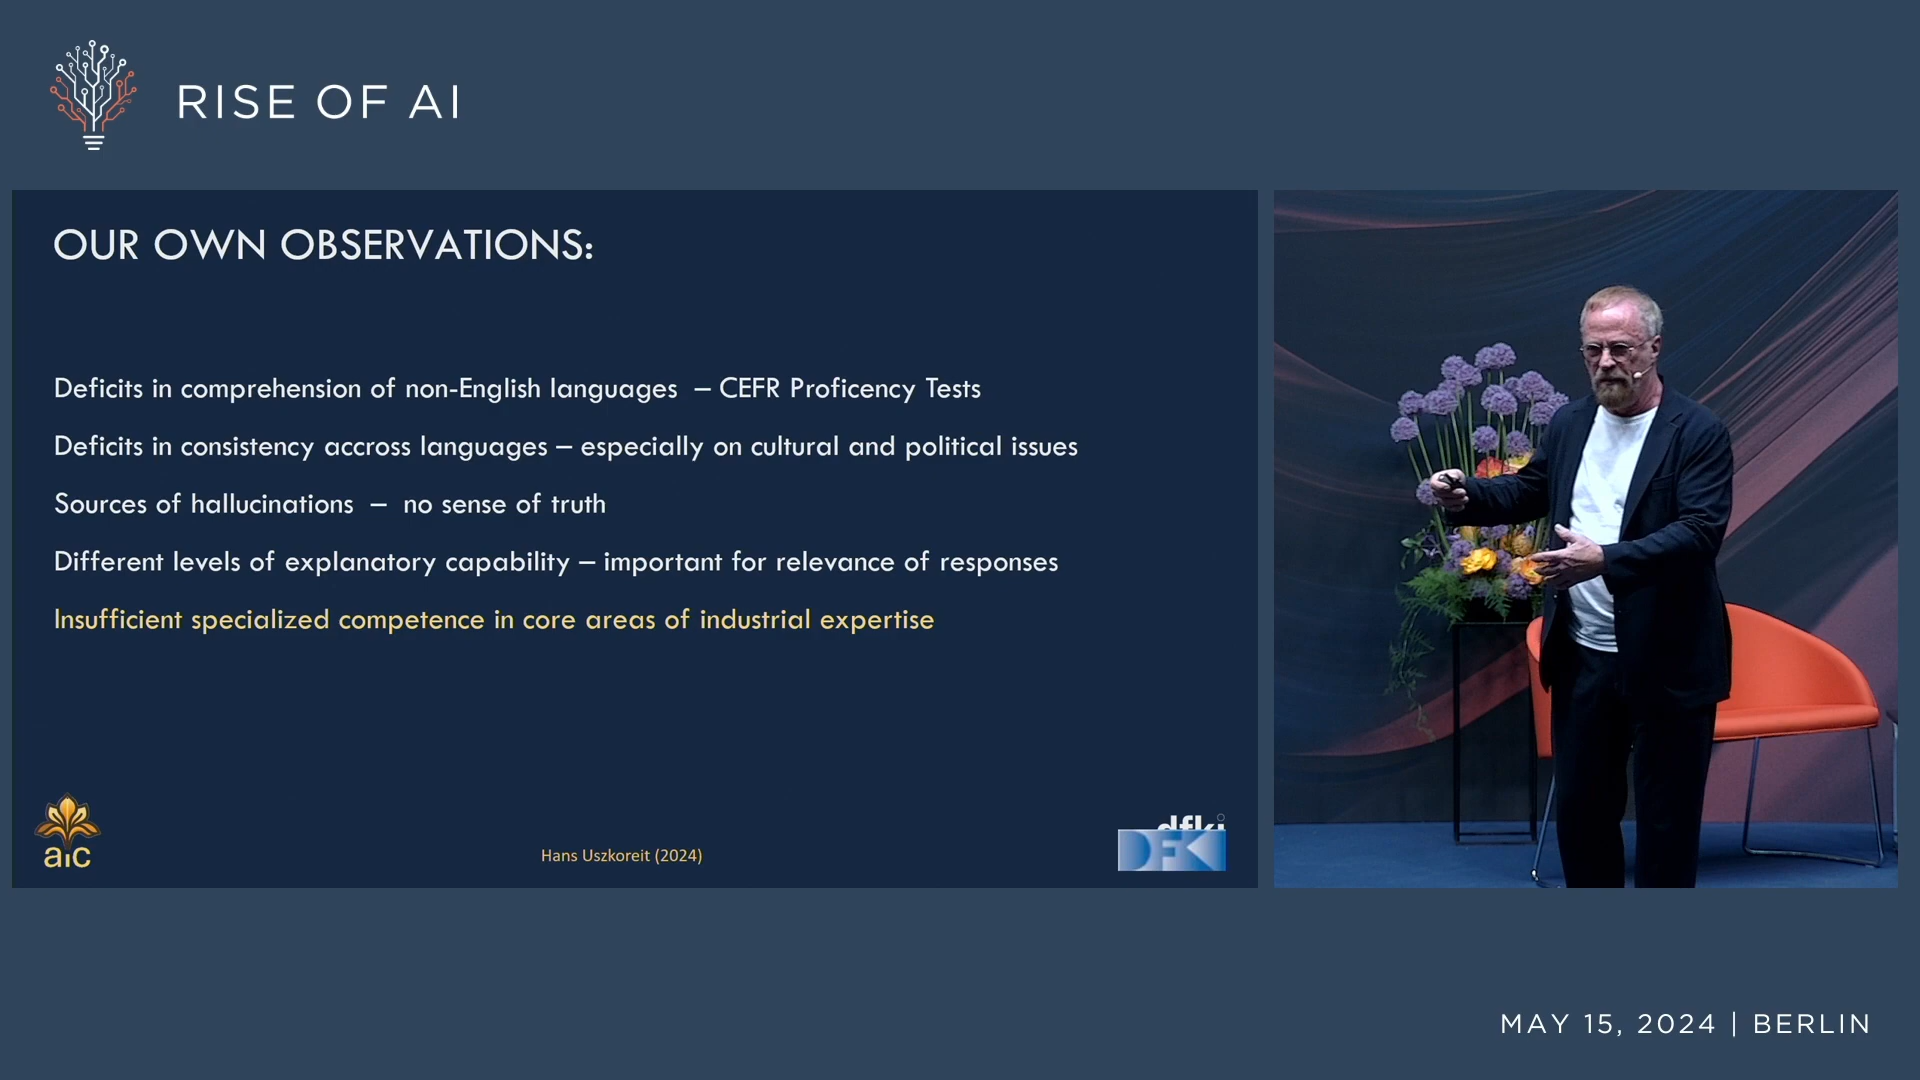 RISE OF AI
OUR OWN OBSERVATIONS:
Deficits in comprehension of non-English languages – CEFR Proficency Tests
Deficits in consistency accross languages – especially on cultural and political issues
Sources of hallucinations – no sense of truth
Different levels of explanatory capability – important for relevance of responses
Insufficient specialized competence in core areas of industrial expertise
aic
Hans Uszkoreit (2024)
dfki
DFK
MAY 15, 2024 | BERLIN